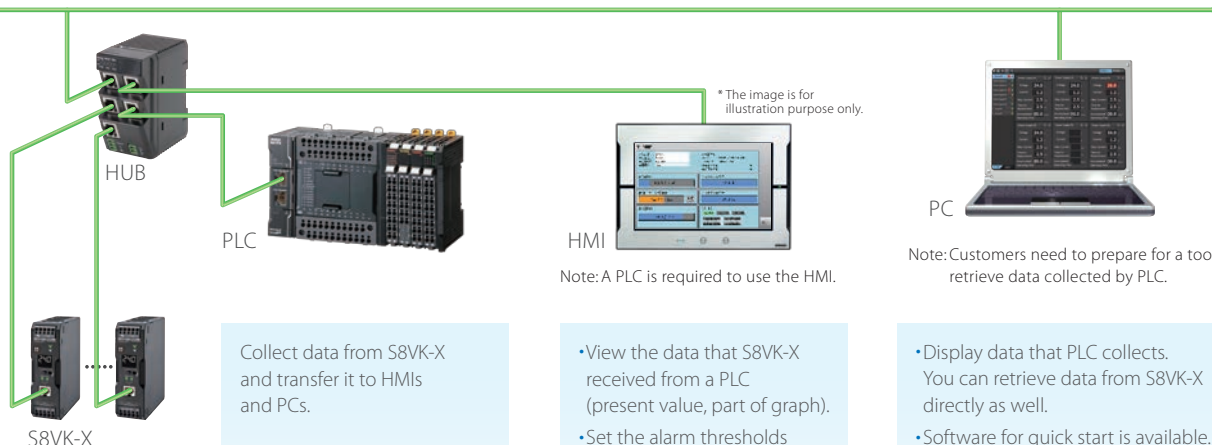 * The image is for
illustration purpose only.
HUB
PLC
HMI
PC
Note: A PLC is required to use the HMI.
Note: Customers need to prepare for a too
retrieve data collected by PLC.
S8VK-X
Collect data from S8VK-X
and transfer it to HMIs
and PCs.
•View the data that S8VK-X
received from a PLC
(present value, part of graph).
•Set the alarm thresholds
•Display data that PLC collects.
You can retrieve data from S8VK-X
directly as well.
•Software for quick start is available.